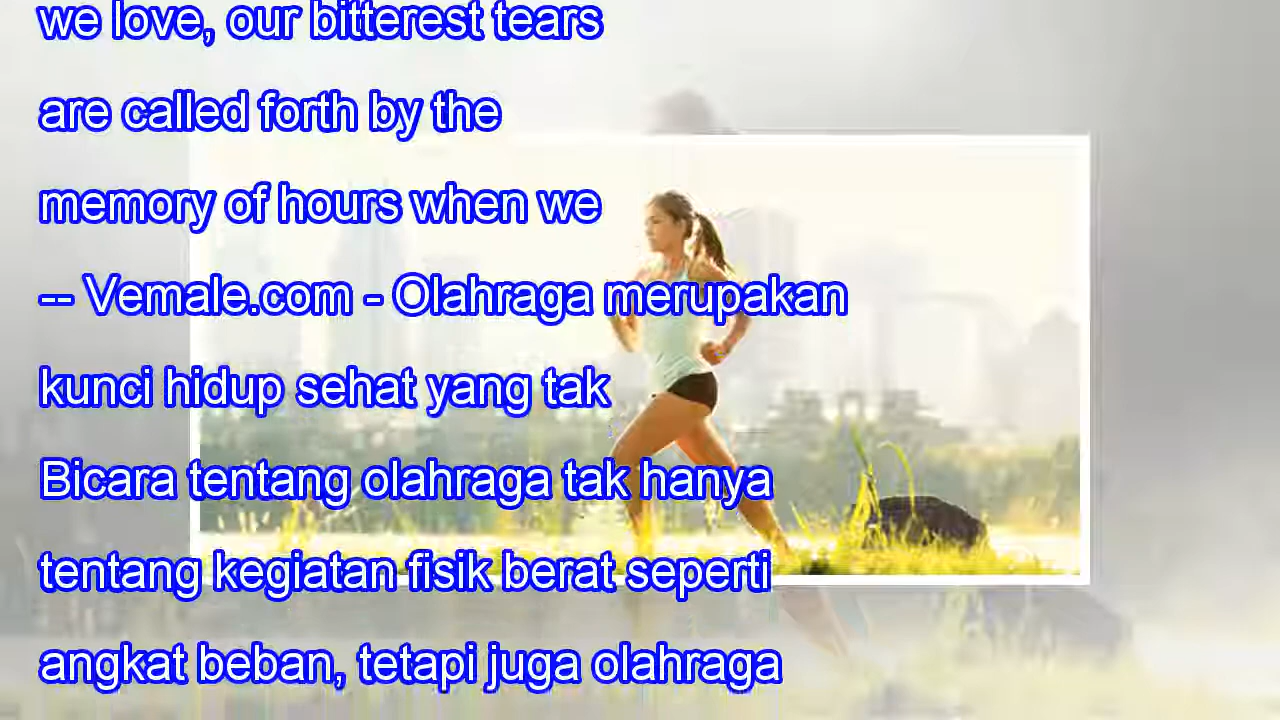 we love, our bitterest tears
are called forth by the
memory of hours when we
-- Vemale.com - Olahraga merupakan
kunci hidup sehat yang tak
Bicara tentang olahraga tak hanya
tentang kegiatan fisik berat seperti
angkat beban, tetapi juga olahraga